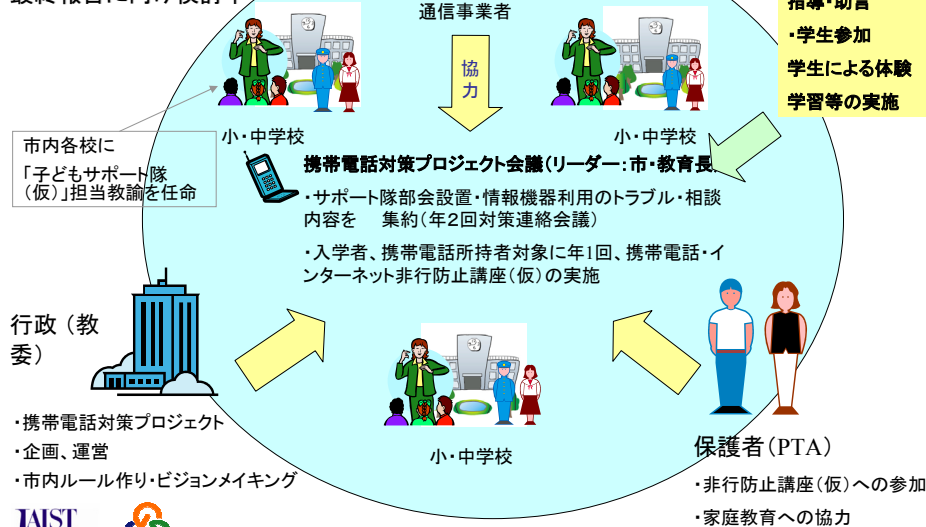 通信事業者
指導・助言
・学生参加
学生による体験
学習等の実施
協
力
市内各校に
「子どもサポート隊
（仮）」担当教諭を任命
小・中学校
小・中学校
携帯電話対策プロジェクト会議（リーダー：市・教育長
・サポート隊部会設置・情報機器利用のトラブル・相談
内容を　集約（年2回対策連絡会議）
・入学者、携帯電話所持者対象に年1回、携帯電話・イ
ンターネット非行防止講座（仮）の実施
行政（教
委）
・携帯電話対策プロジェクト
・企画、運営
・市内ルール作り・ビジョンメイキング
小・中学校
保護者（PTA）
・非行防止講座（仮）への参加
・家庭教育への協力
JAIST